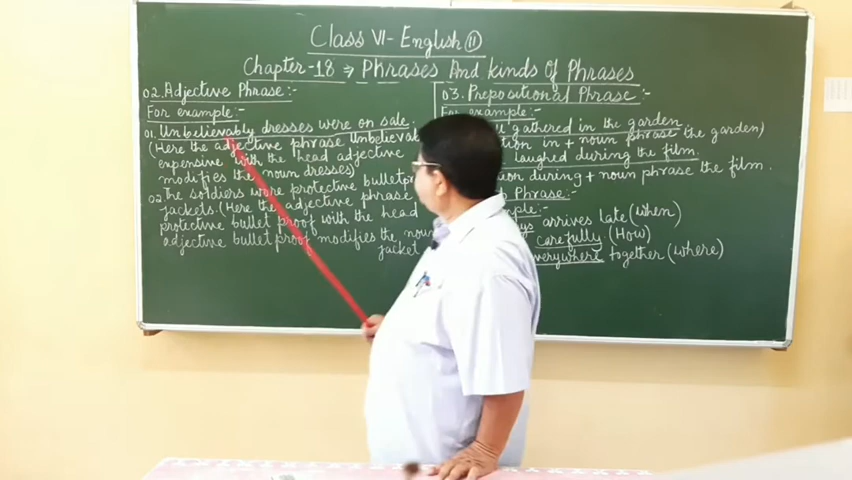 Class VI - English II
Chapter-18 ⇒ Phrases And kinds Of Phrases
02. Adjective Phrase :-
For example :-
01. Unbelievably dresses were on sale.
(Here the adjective phrase Unbelievab
expensive with the head adjective
modifies the noun dresses)
02. The soldiers wore protective bulletpr
jackets. (Here the adjective phrase
protective bullet proof with the head
adjective bullet proof modifies the noun
jacket
03. Prepositional Phrase :-
For example :-
gathered in the garden
in + noun phrase the garden)
laughed during the film.
during + noun phrase the film.
Phrase :-
arrives late (when)
carefully. (How)
everywhere together (where)